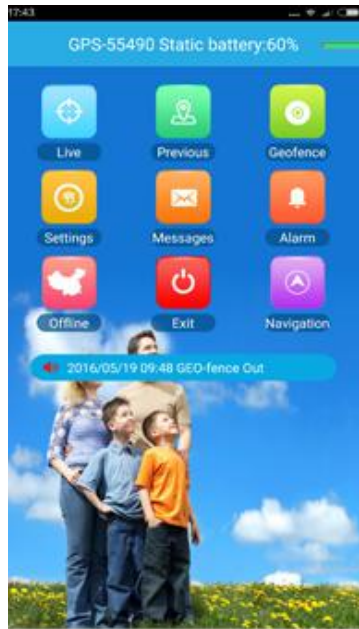 17:43
GPS-55490 Static battery:60%
Live Previous Geofence
Settings Messages Alarm
Offline Exit Navigation
2016/05/19 09:48 GEO-fence Out